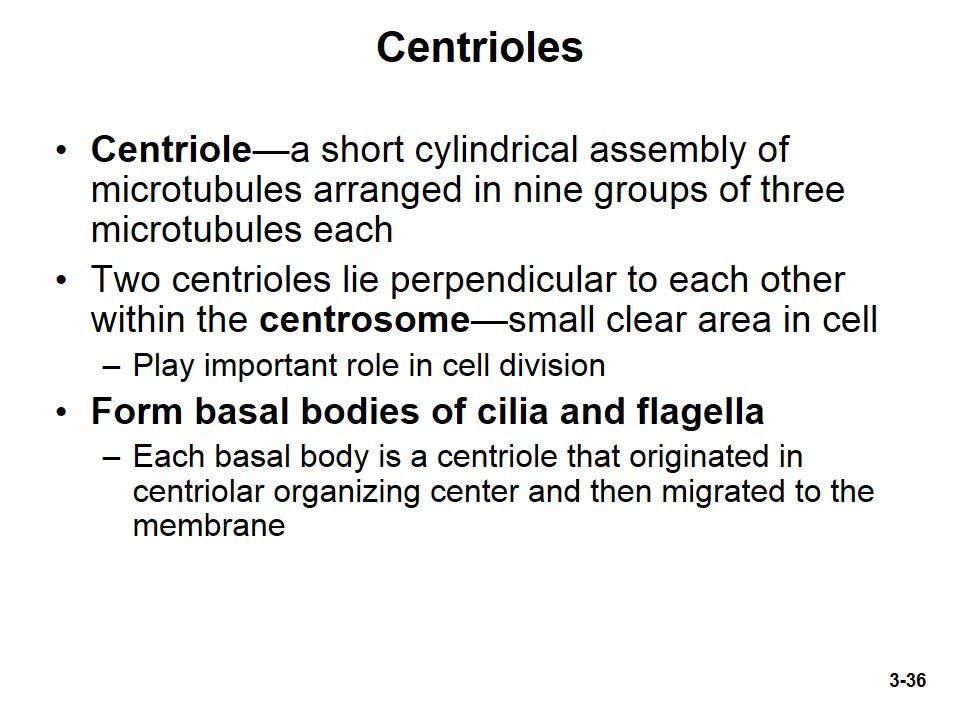 Centrioles
• Centriole—a short cylindrical assembly of
microtubules arranged in nine groups of three
microtubules each
• Two centrioles lie perpendicular to each other
within the centrosome—small clear area in cell
– Play important role in cell division
• Form basal bodies of cilia and flagella
– Each basal body is a centriole that originated in
centriolar organizing center and then migrated to the
membrane
3-36